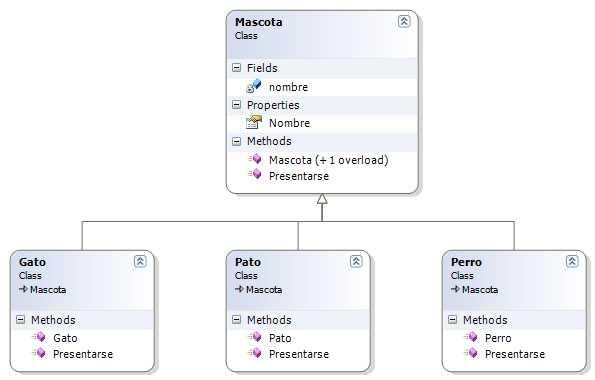 Mascota
Class
Fields
nombre
Properties
Nombre
Methods
Mascota (+ 1 overload)
Presentarse
Gato
Class
Mascota
Methods
Gato
Presentarse
Pato
Class
Mascota
Methods
Pato
Presentarse
Perro
Class
Mascota
Methods
Perro
Presentarse